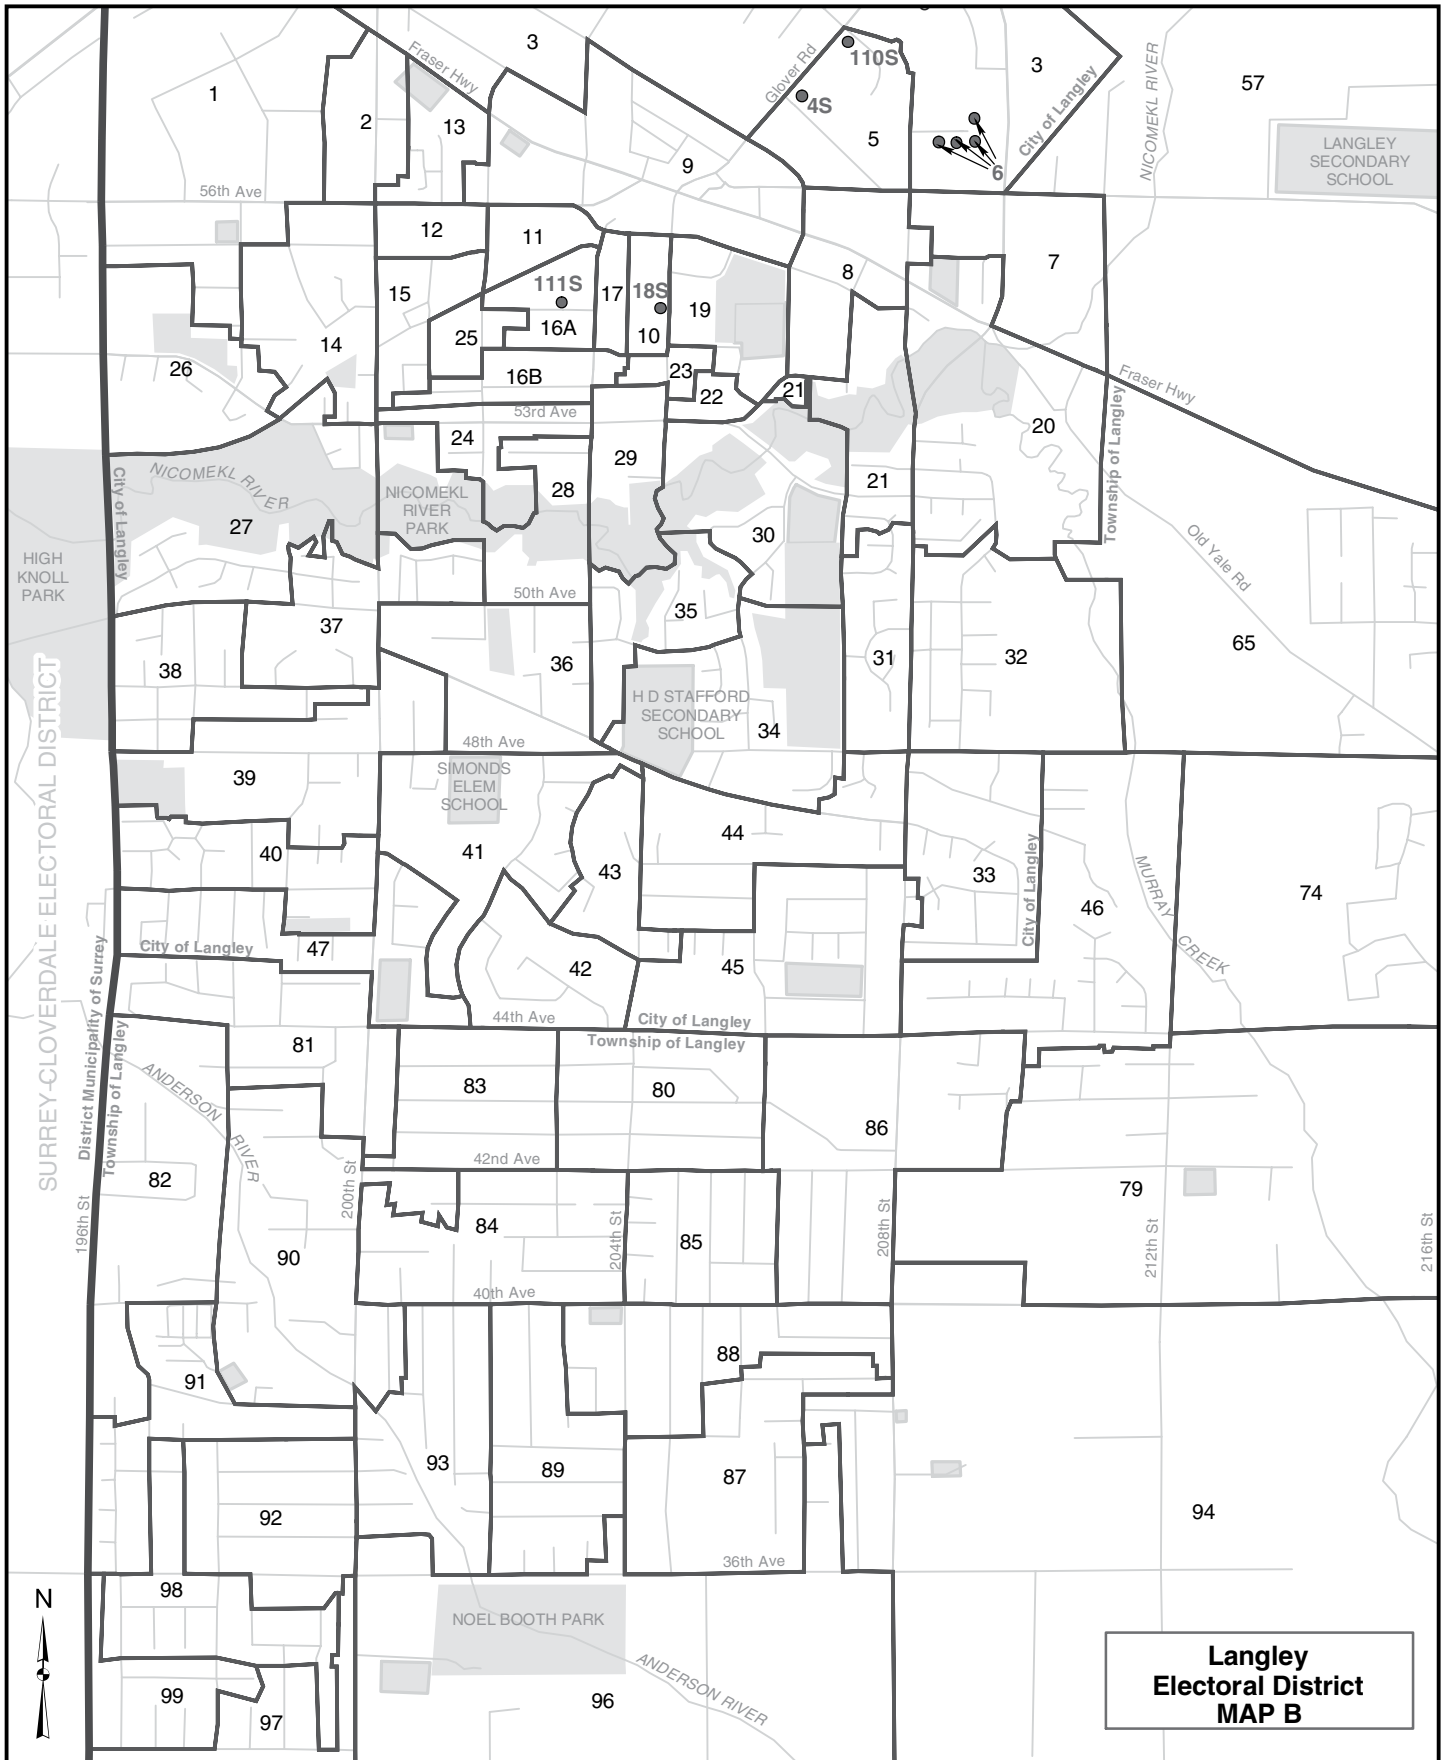 3
Fraser Hwy
Glover Rd
110S
3
NICOMEKL RIVER
57
1
2
13
4S
City of Langley
5
6
LANGLEY
SECONDARY
SCHOOL
9
56th Ave
12
11
8
7
111S
17
18S
15
19
16A
10
25
14
26
16B
23
22
21
Fraser Hwy
53rd Ave
20
Township of Langley
24
29
NICOMEKL RIVER
City of Langley
28
21
NICOMEKL
RIVER
PARK
27
30
HIGH
KNOLL
PARK
Old Yale Rd
50th Ave
35
37
38
36
31
32
65
H D STAFFORD
SECONDARY
SCHOOL
34
48th Ave
SURREY-CLOVERDALE ELECTORAL DISTRICT
39
SIMONDS
ELEM
SCHOOL
44
40
41
43
33
City of Langley
46
MURRAY
CREEK
74
City of Langley
47
42
45
44th Ave
City of Langley
Township of Langley
District Municipality of Surrey
Township of Langley
81
ANDERSON
RIVER
83
80
86
42nd Ave
82
200th St
79
196th St
84
204th St
85
208th St
212th St
216th St
90
40th Ave
88
91
93
89
87
92
94
36th Ave
98
N
NOEL BOOTH PARK
ANDERSON RIVER
99
96
97
Langley
Electoral District
MAP B